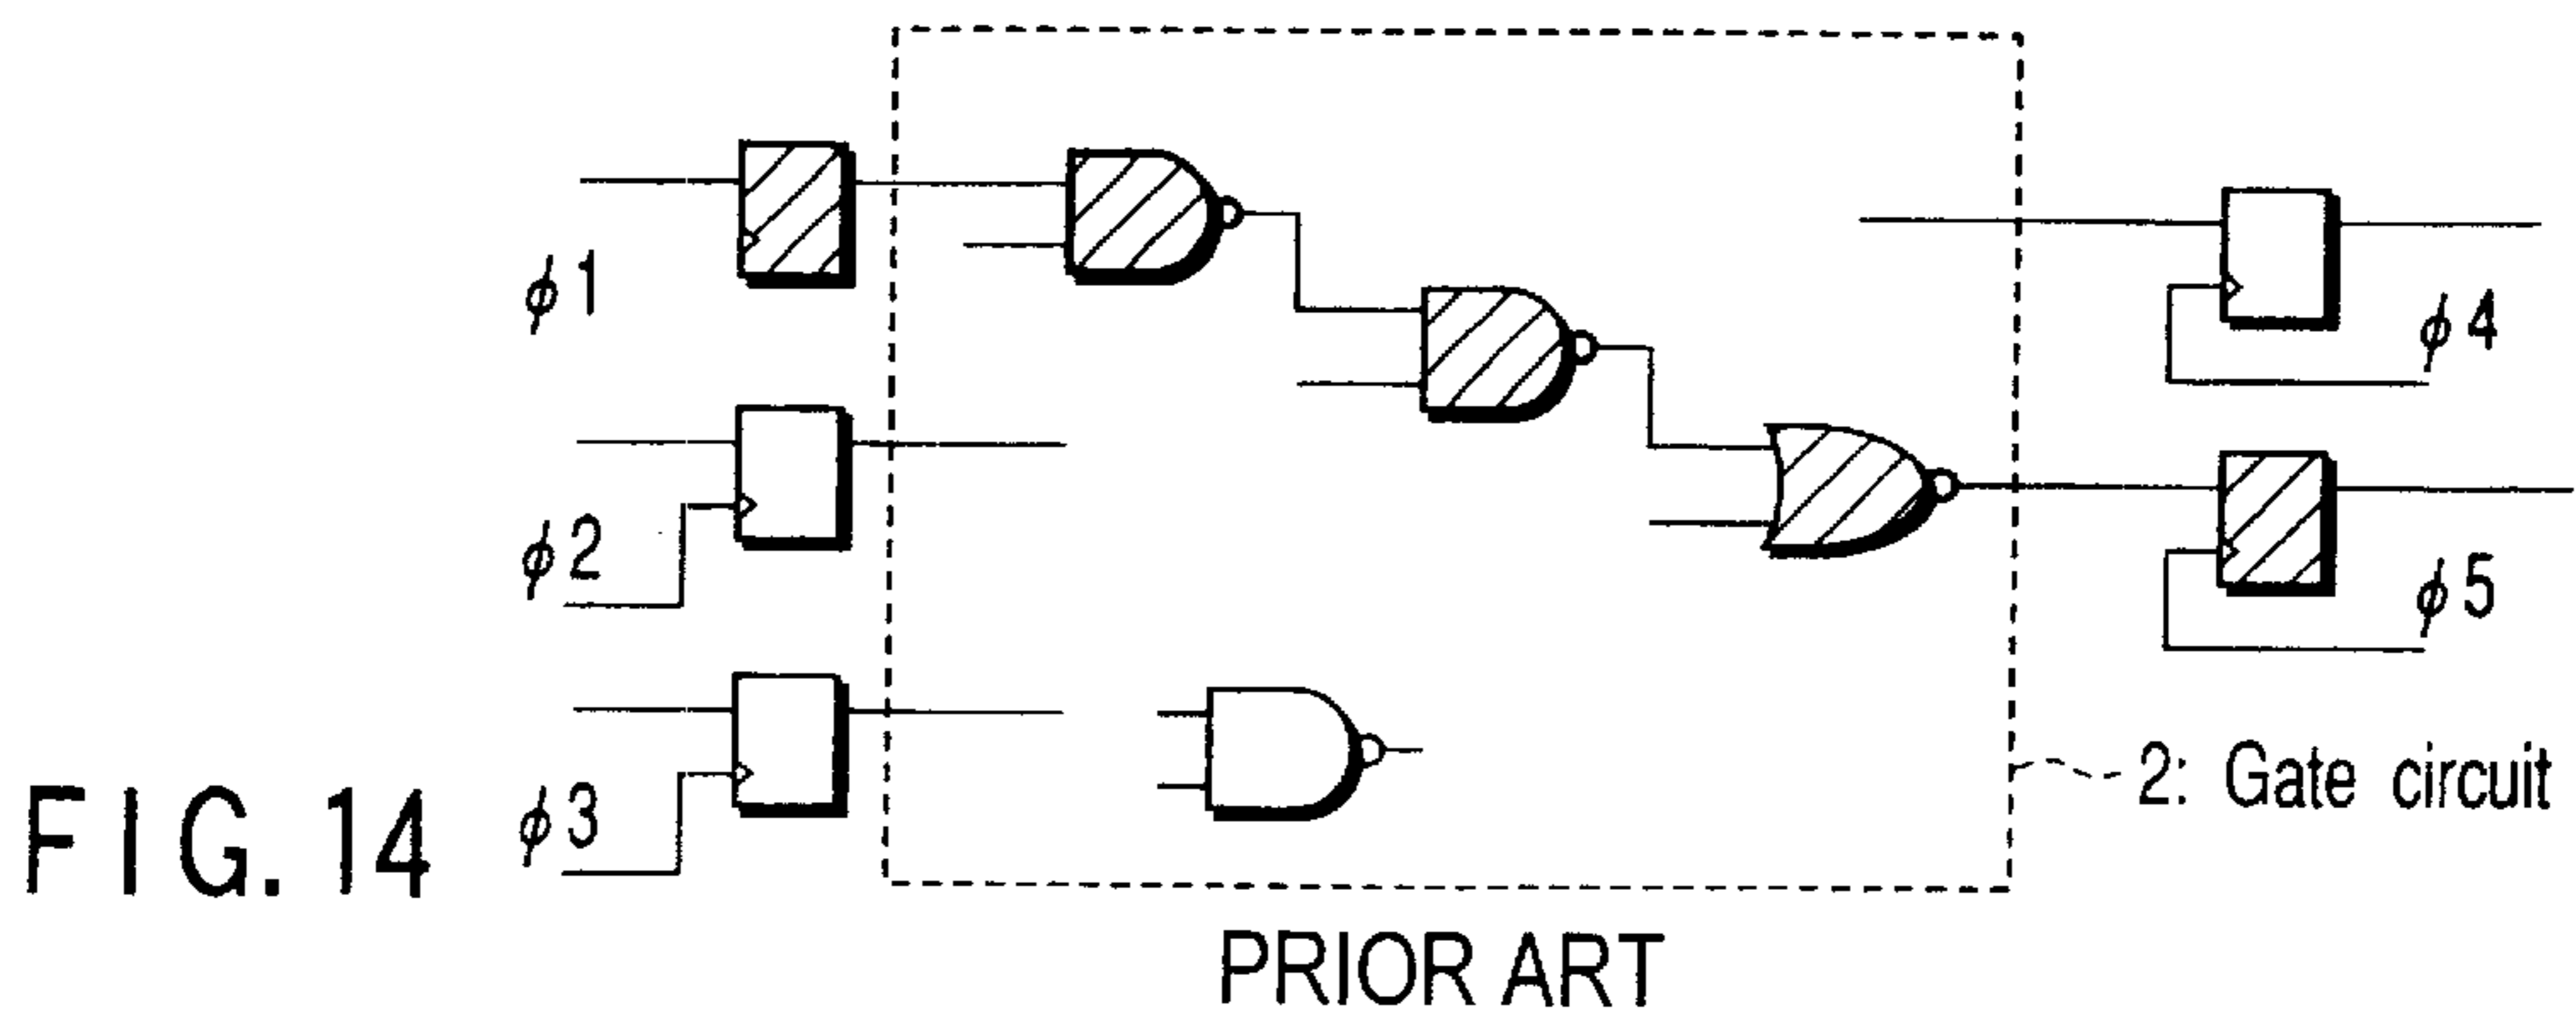 φ1
φ2
φ3
φ4
φ5
2: Gate circuit
FIG. 14
PRIOR ART